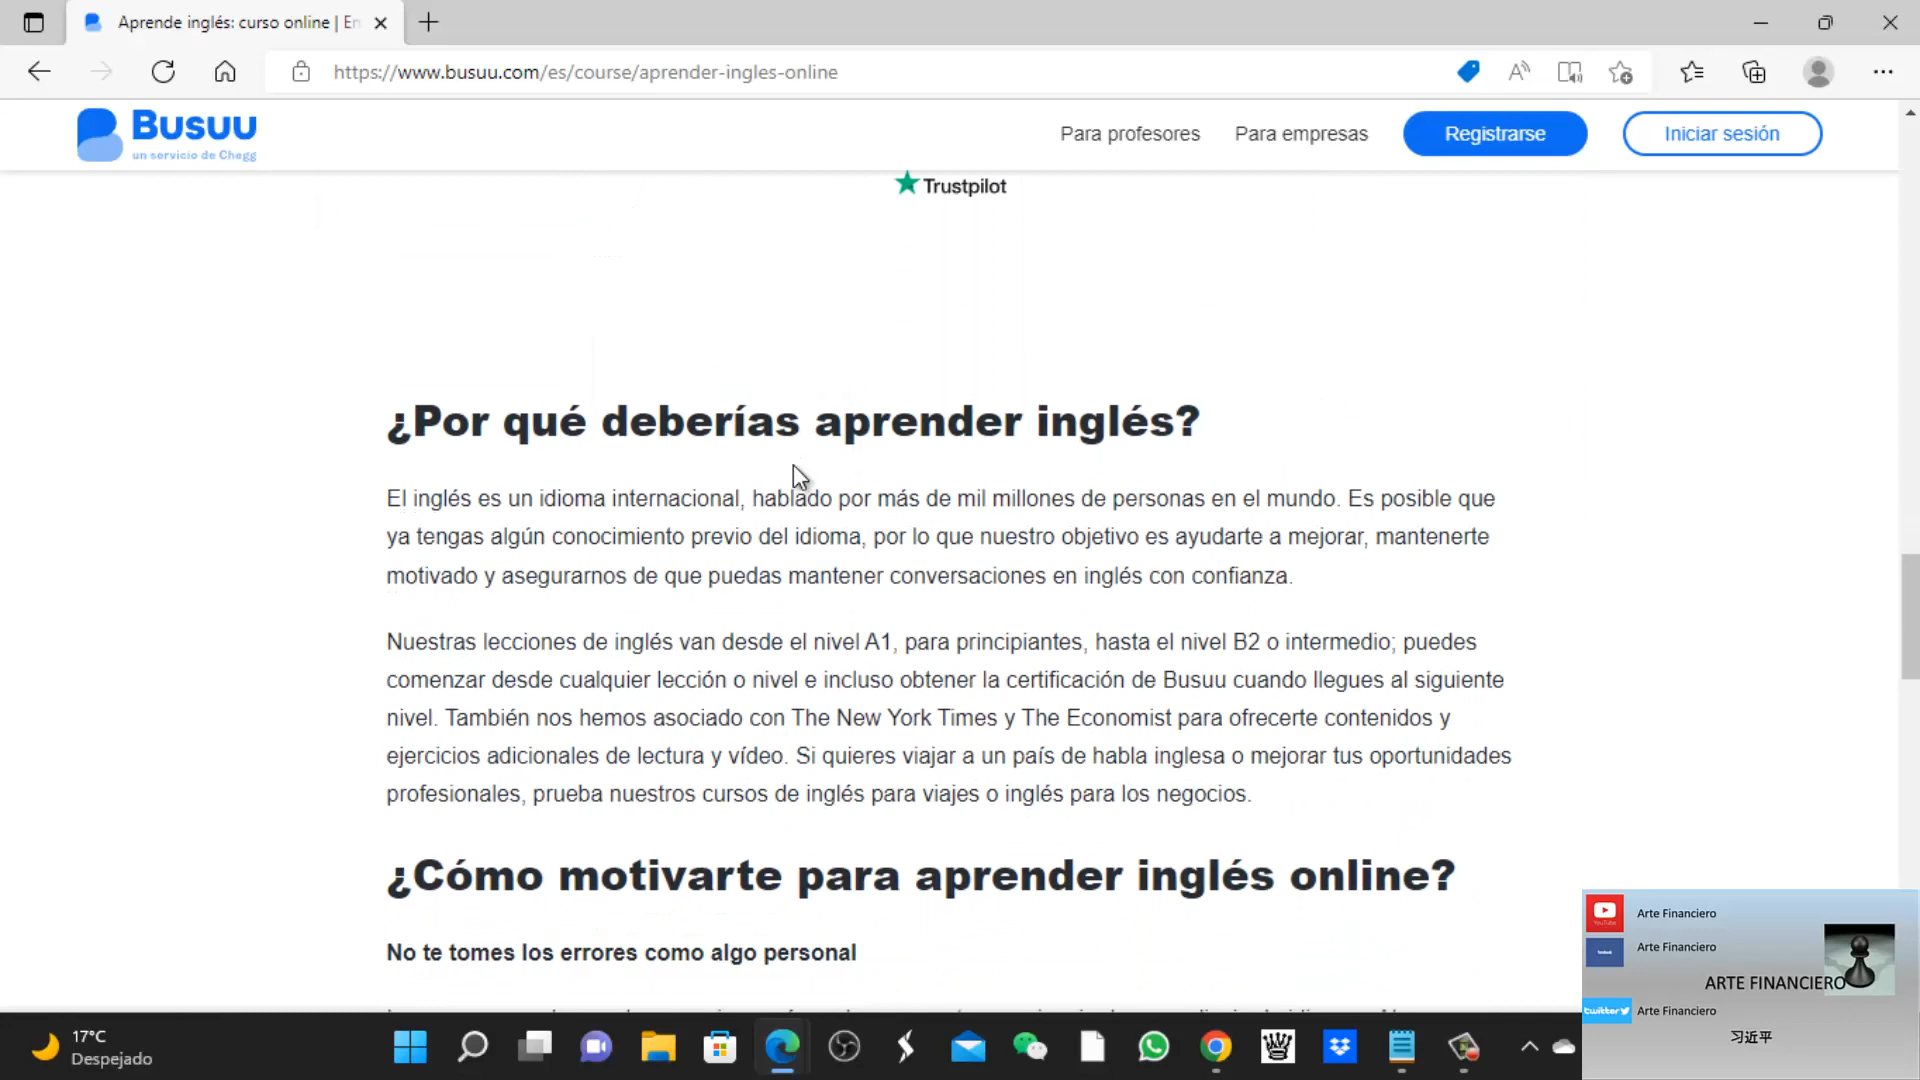 Aprende inglés: curso online | En
https://www.busuu.com/es/course/aprender-ingles-online
Busuu
un servicio de Chegg
Para profesores
Para empresas
Registrarse
Iniciar sesión
Trustpilot
¿Por qué deberías aprender inglés?
El inglés es un idioma internacional, hablado por más de mil millones de personas en el mundo. Es posible que
ya tengas algún conocimiento previo del idioma, por lo que nuestro objetivo es ayudarte a mejorar, mantenerte
motivado y asegurarnos de que puedas mantener conversaciones en inglés con confianza.
Nuestras lecciones de inglés van desde el nivel A1, para principiantes, hasta el nivel B2 o intermedio; puedes
comenzar desde cualquier lección o nivel e incluso obtener la certificación de Busuu cuando llegues al siguiente
nivel. También nos hemos asociado con The New York Times y The Economist para ofrecerte contenidos y
ejercicios adicionales de lectura y vídeo. Si quieres viajar a un país de habla inglesa o mejorar tus oportunidades
profesionales, prueba nuestros cursos de inglés para viajes o inglés para los negocios.
¿Cómo motivarte para aprender inglés online?
No te tomes los errores como algo personal
YouTube
Arte Financiero
Arte Financiero
ARTE FINANCIERO
twitter
Arte Financiero
习近平
17°C
Despejado